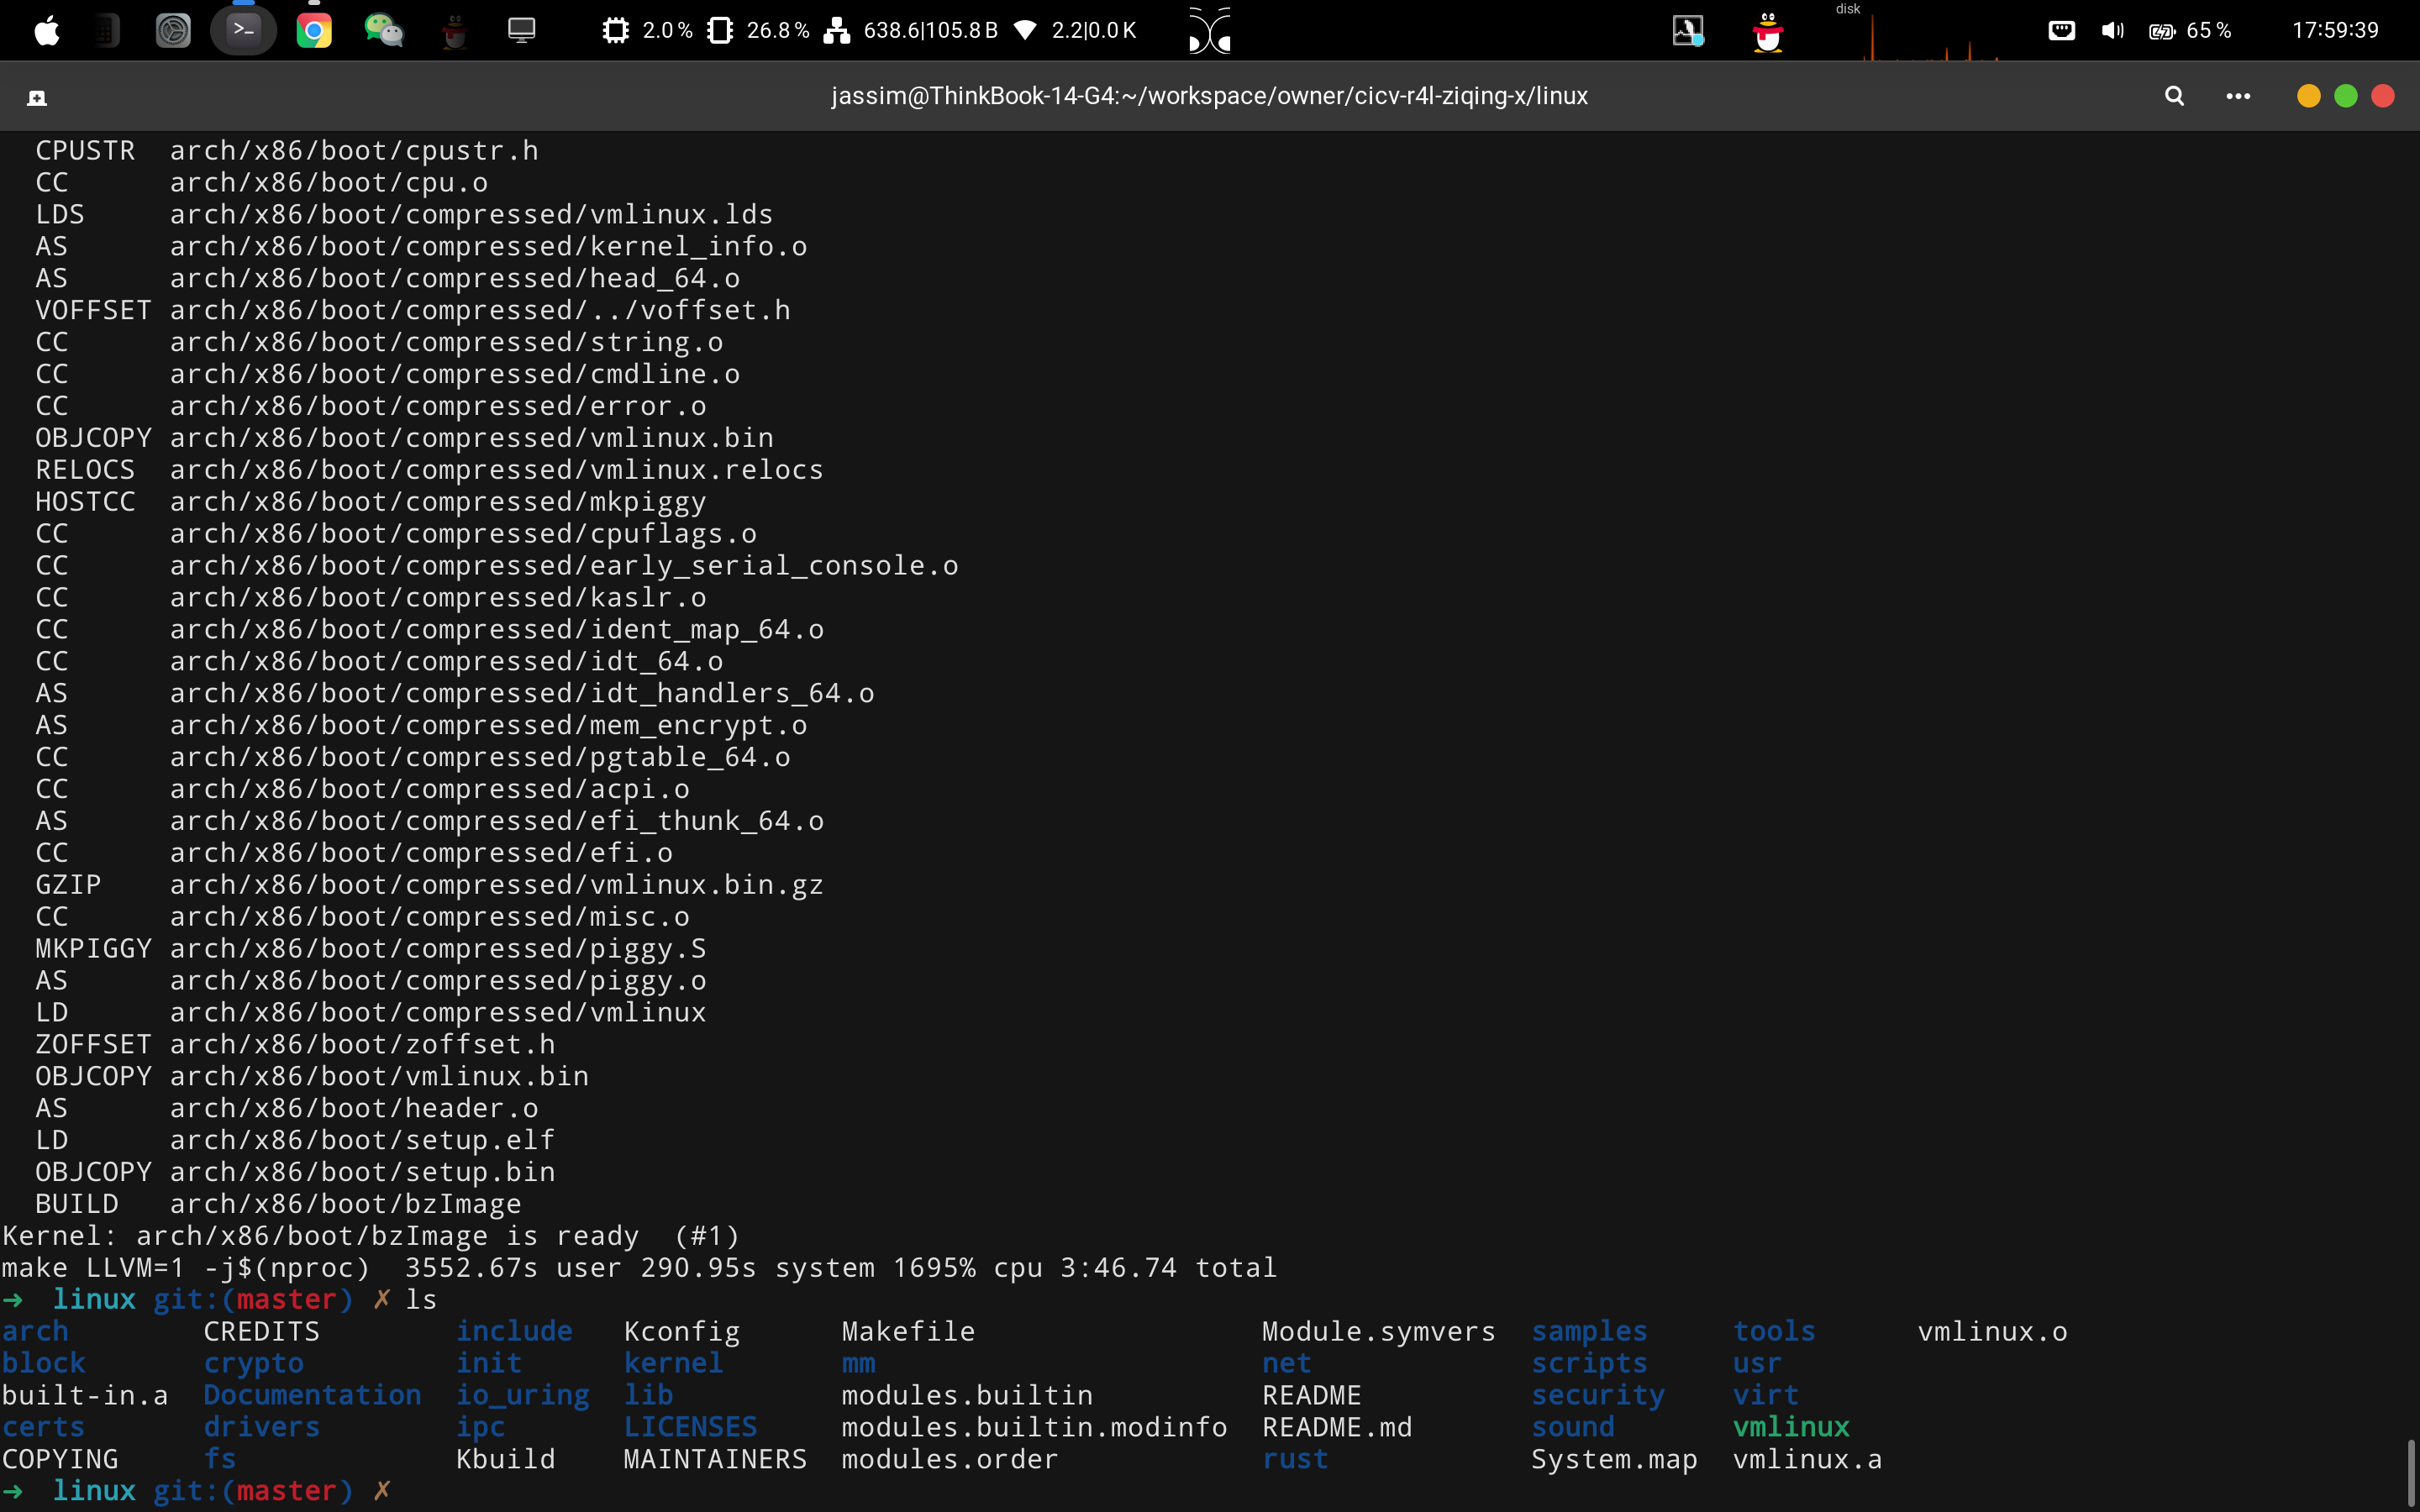 disk
2.0 % 26.8 % 638.6|105.8 B 2.2|0.0 K 65 % 17:59:39
jassim@ThinkBook-14-G4:~/workspace/owner/cicv-r4l-ziqing-x/linux
CPUSTR arch/x86/boot/cpustr.h
CC arch/x86/boot/cpu.o
LDS arch/x86/boot/compressed/vmlinux.lds
AS arch/x86/boot/compressed/kernel_info.o
AS arch/x86/boot/compressed/head_64.o
VOFFSET arch/x86/boot/compressed/../voffset.h
CC arch/x86/boot/compressed/string.o
CC arch/x86/boot/compressed/cmdline.o
CC arch/x86/boot/compressed/error.o
OBJCOPY arch/x86/boot/compressed/vmlinux.bin
RELOCS arch/x86/boot/compressed/vmlinux.relocs
HOSTCC arch/x86/boot/compressed/mkpiggy
CC arch/x86/boot/compressed/cpuflags.o
CC arch/x86/boot/compressed/early_serial_console.o
CC arch/x86/boot/compressed/kaslr.o
CC arch/x86/boot/compressed/ident_map_64.o
CC arch/x86/boot/compressed/idt_64.o
AS arch/x86/boot/compressed/idt_handlers_64.o
AS arch/x86/boot/compressed/mem_encrypt.o
CC arch/x86/boot/compressed/pgtable_64.o
CC arch/x86/boot/compressed/acpi.o
AS arch/x86/boot/compressed/efi_thunk_64.o
CC arch/x86/boot/compressed/efi.o
GZIP arch/x86/boot/compressed/vmlinux.bin.gz
CC arch/x86/boot/compressed/misc.o
MKPIGGY arch/x86/boot/compressed/piggy.S
AS arch/x86/boot/compressed/piggy.o
LD arch/x86/boot/compressed/vmlinux
ZOFFSET arch/x86/boot/zoffset.h
OBJCOPY arch/x86/boot/vmlinux.bin
AS arch/x86/boot/header.o
LD arch/x86/boot/setup.elf
OBJCOPY arch/x86/boot/setup.bin
BUILD arch/x86/boot/bzImage
Kernel: arch/x86/boot/bzImage is ready (#1)
make LLVM=1 -j$(nproc) 3552.67s user 290.95s system 1695% cpu 3:46.74 total
➜ linux git:(master) ✗ ls
arch CREDITS include Kconfig Makefile Module.symvers samples tools vmlinux.o
block crypto init kernel mm net scripts usr
built-in.a Documentation io_uring lib modules.builtin README security virt
certs drivers ipc LICENSES modules.builtin.modinfo README.md sound vmlinux
COPYING fs Kbuild MAINTAINERS modules.order rust System.map vmlinux.a
➜ linux git:(master) ✗